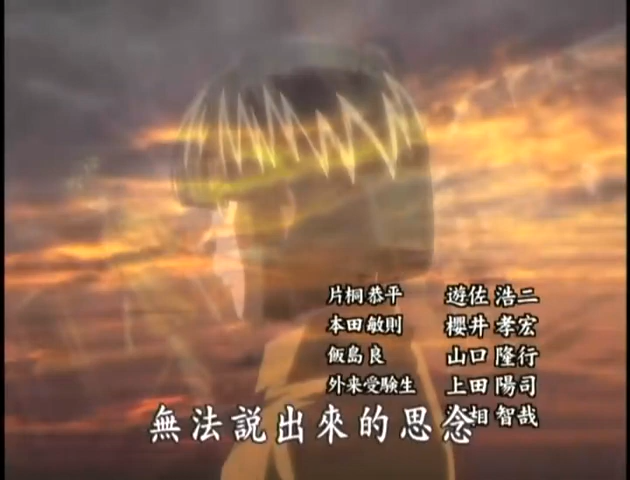 片桐 恭平 遊佐 浩二
本田 敏則 櫻井 孝宏
飯島 良 山口 隆行
外来受験生 上田 陽司
相 智哉
無法說出來的思念